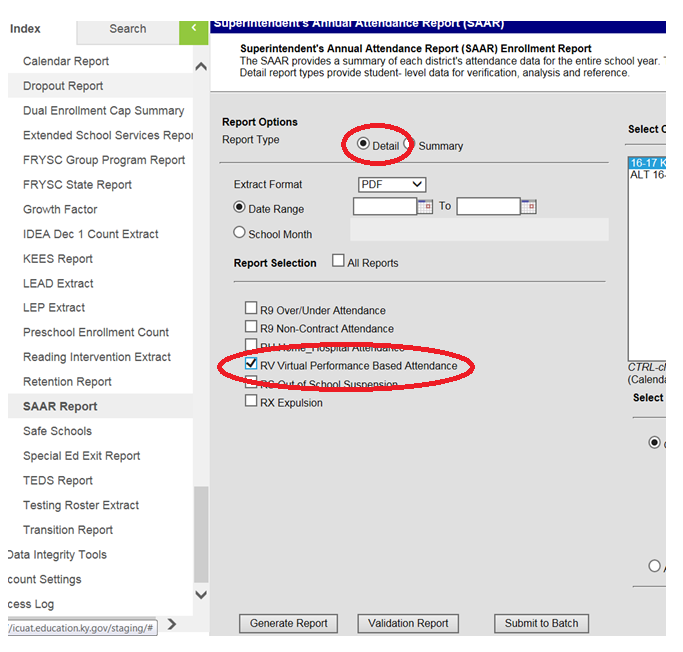 Index
Search
<
Calendar Report
Dropout Report
Dual Enrollment Cap Summary
Extended School Services Repor
FRYSC Group Program Report
FRYSC State Report
Growth Factor
IDEA Dec 1 Count Extract
KEES Report
LEAD Extract
LEP Extract
Preschool Enrollment Count
Reading Intervention Extract
Retention Report
SAAR Report
Safe Schools
Special Ed Exit Report
TEDS Report
Testing Roster Extract
Transition Report
Data Integrity Tools
count Settings
cess Log
/icuat.education.ky.gov/staging/#
Superintendent's Annual Attendance Report (SAAR)
Superintendent's Annual Attendance Report (SAAR) Enrollment Report
The SAAR provides a summary of each district's attendance data for the entire school year. T
Detail report types provide student- level data for verification, analysis and reference.
Report Options
Report Type
Detail
Summary
Extract Format
PDF
Date Range
To
School Month
Report Selection
All Reports
R9 Over/Under Attendance
R9 Non-Contract Attendance
RH Home_Hospital Attendance
RV Virtual Performance Based Attendance
RS Out of School Suspension
RX Expulsion
Generate Report
Validation Report
Submit to Batch
Select C
16-17 K
ALT 16-
CTRL-cl
(Calenda
Select